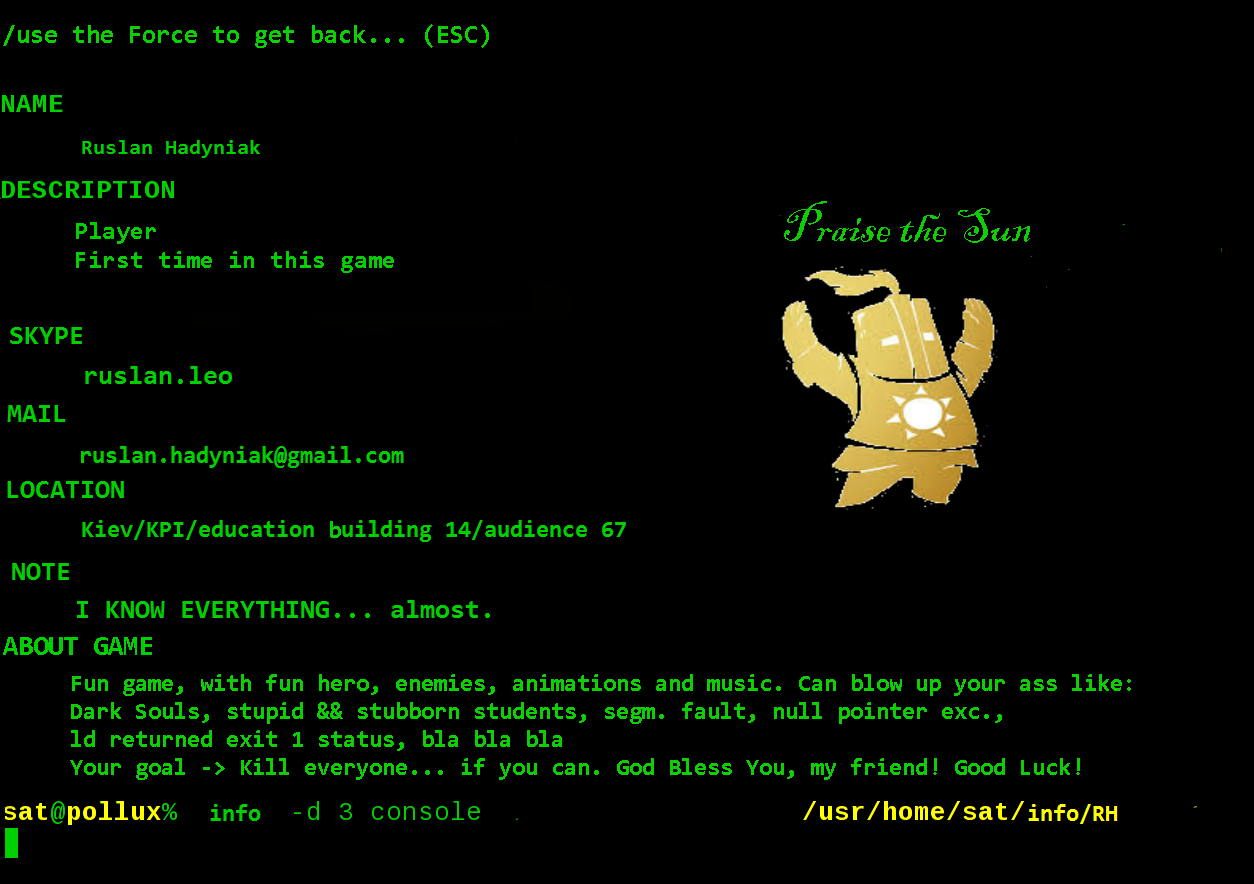 /use the Force to get back... (ESC)
NAME
Ruslan Hadyniak
DESCRIPTION
Player
First time in this game
Praise the Sun
SKYPE
ruslan.leo
MAIL
ruslan.hadyniak@gmail.com
LOCATION
Kiev/KPI/education building 14/audience 67
NOTE
I KNOW EVERYTHING... almost.
ABOUT GAME
Fun game, with fun hero, enemies, animations and music. Can blow up your ass like:
Dark Souls, stupid && stubborn students, segm. fault, null pointer exc.,
ld returned exit 1 status, bla bla bla
Your goal -> Kill everyone... if you can. God Bless You, my friend! Good Luck!
sat@pollux% info -d 3 console /usr/home/sat/info/RH